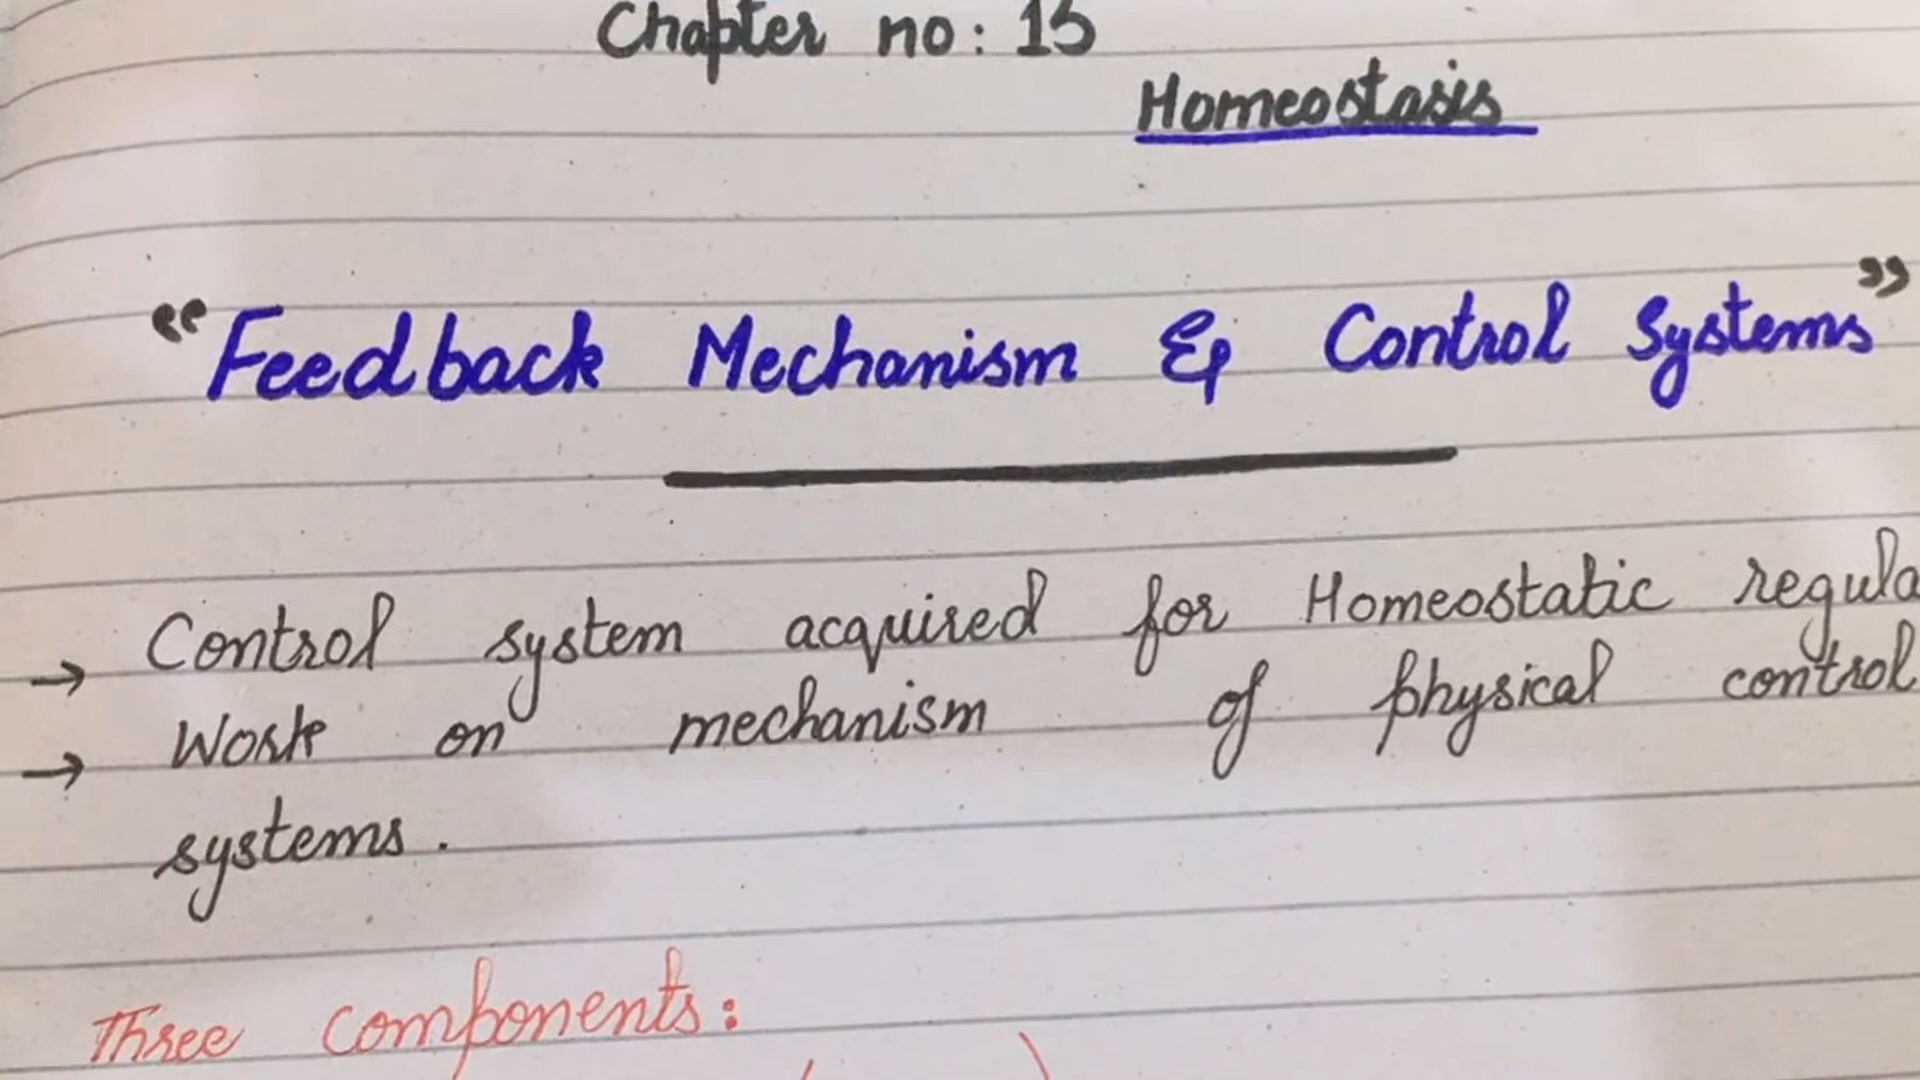 Chapter no: 15
Homeostasis
“Feedback Mechanism & Control Systems”
→ Control system acquired for Homeostatic regula
→ Work on mechanism of physical control
systems.
Three components: